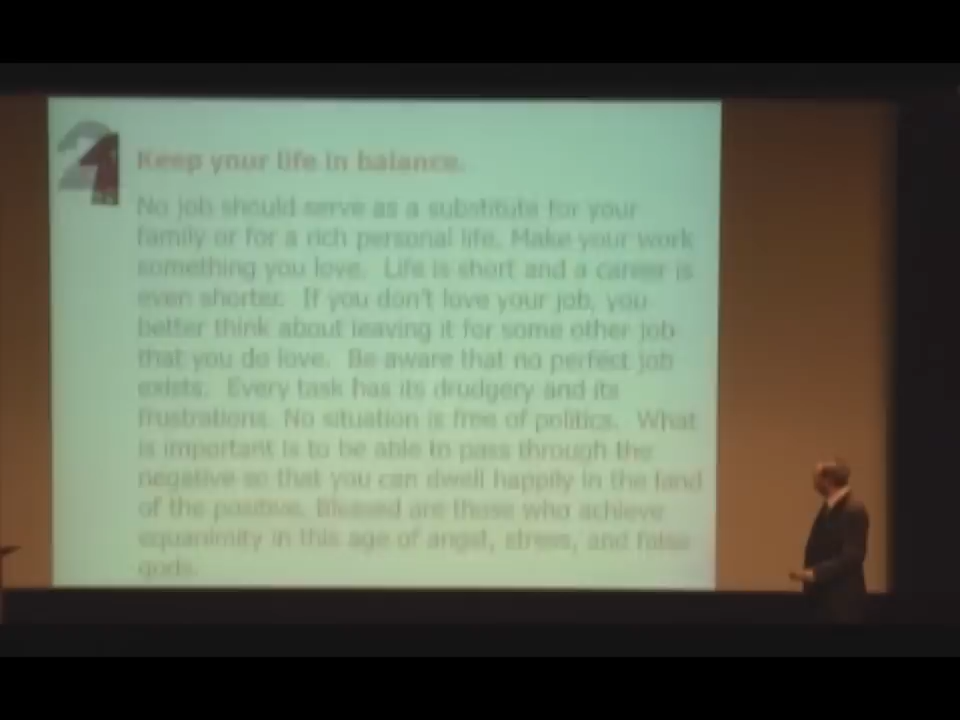 24
Keep your life in balance.
No job should serve as a substitute for your
family or for a rich personal life. Make your work
something you love. Life is short and a career is
even shorter. If you don't love your job, you
better think about leaving it for some other job
that you do love. Be aware that no perfect job
exists. Every task has its drudgery and its
frustrations. No situation is free of politics. What
is important is to be able to pass through the
negative so that you can dwell happily in the land
of the positive. Blessed are those who achieve
equanimity in this age of angst, stress, and false
gods.